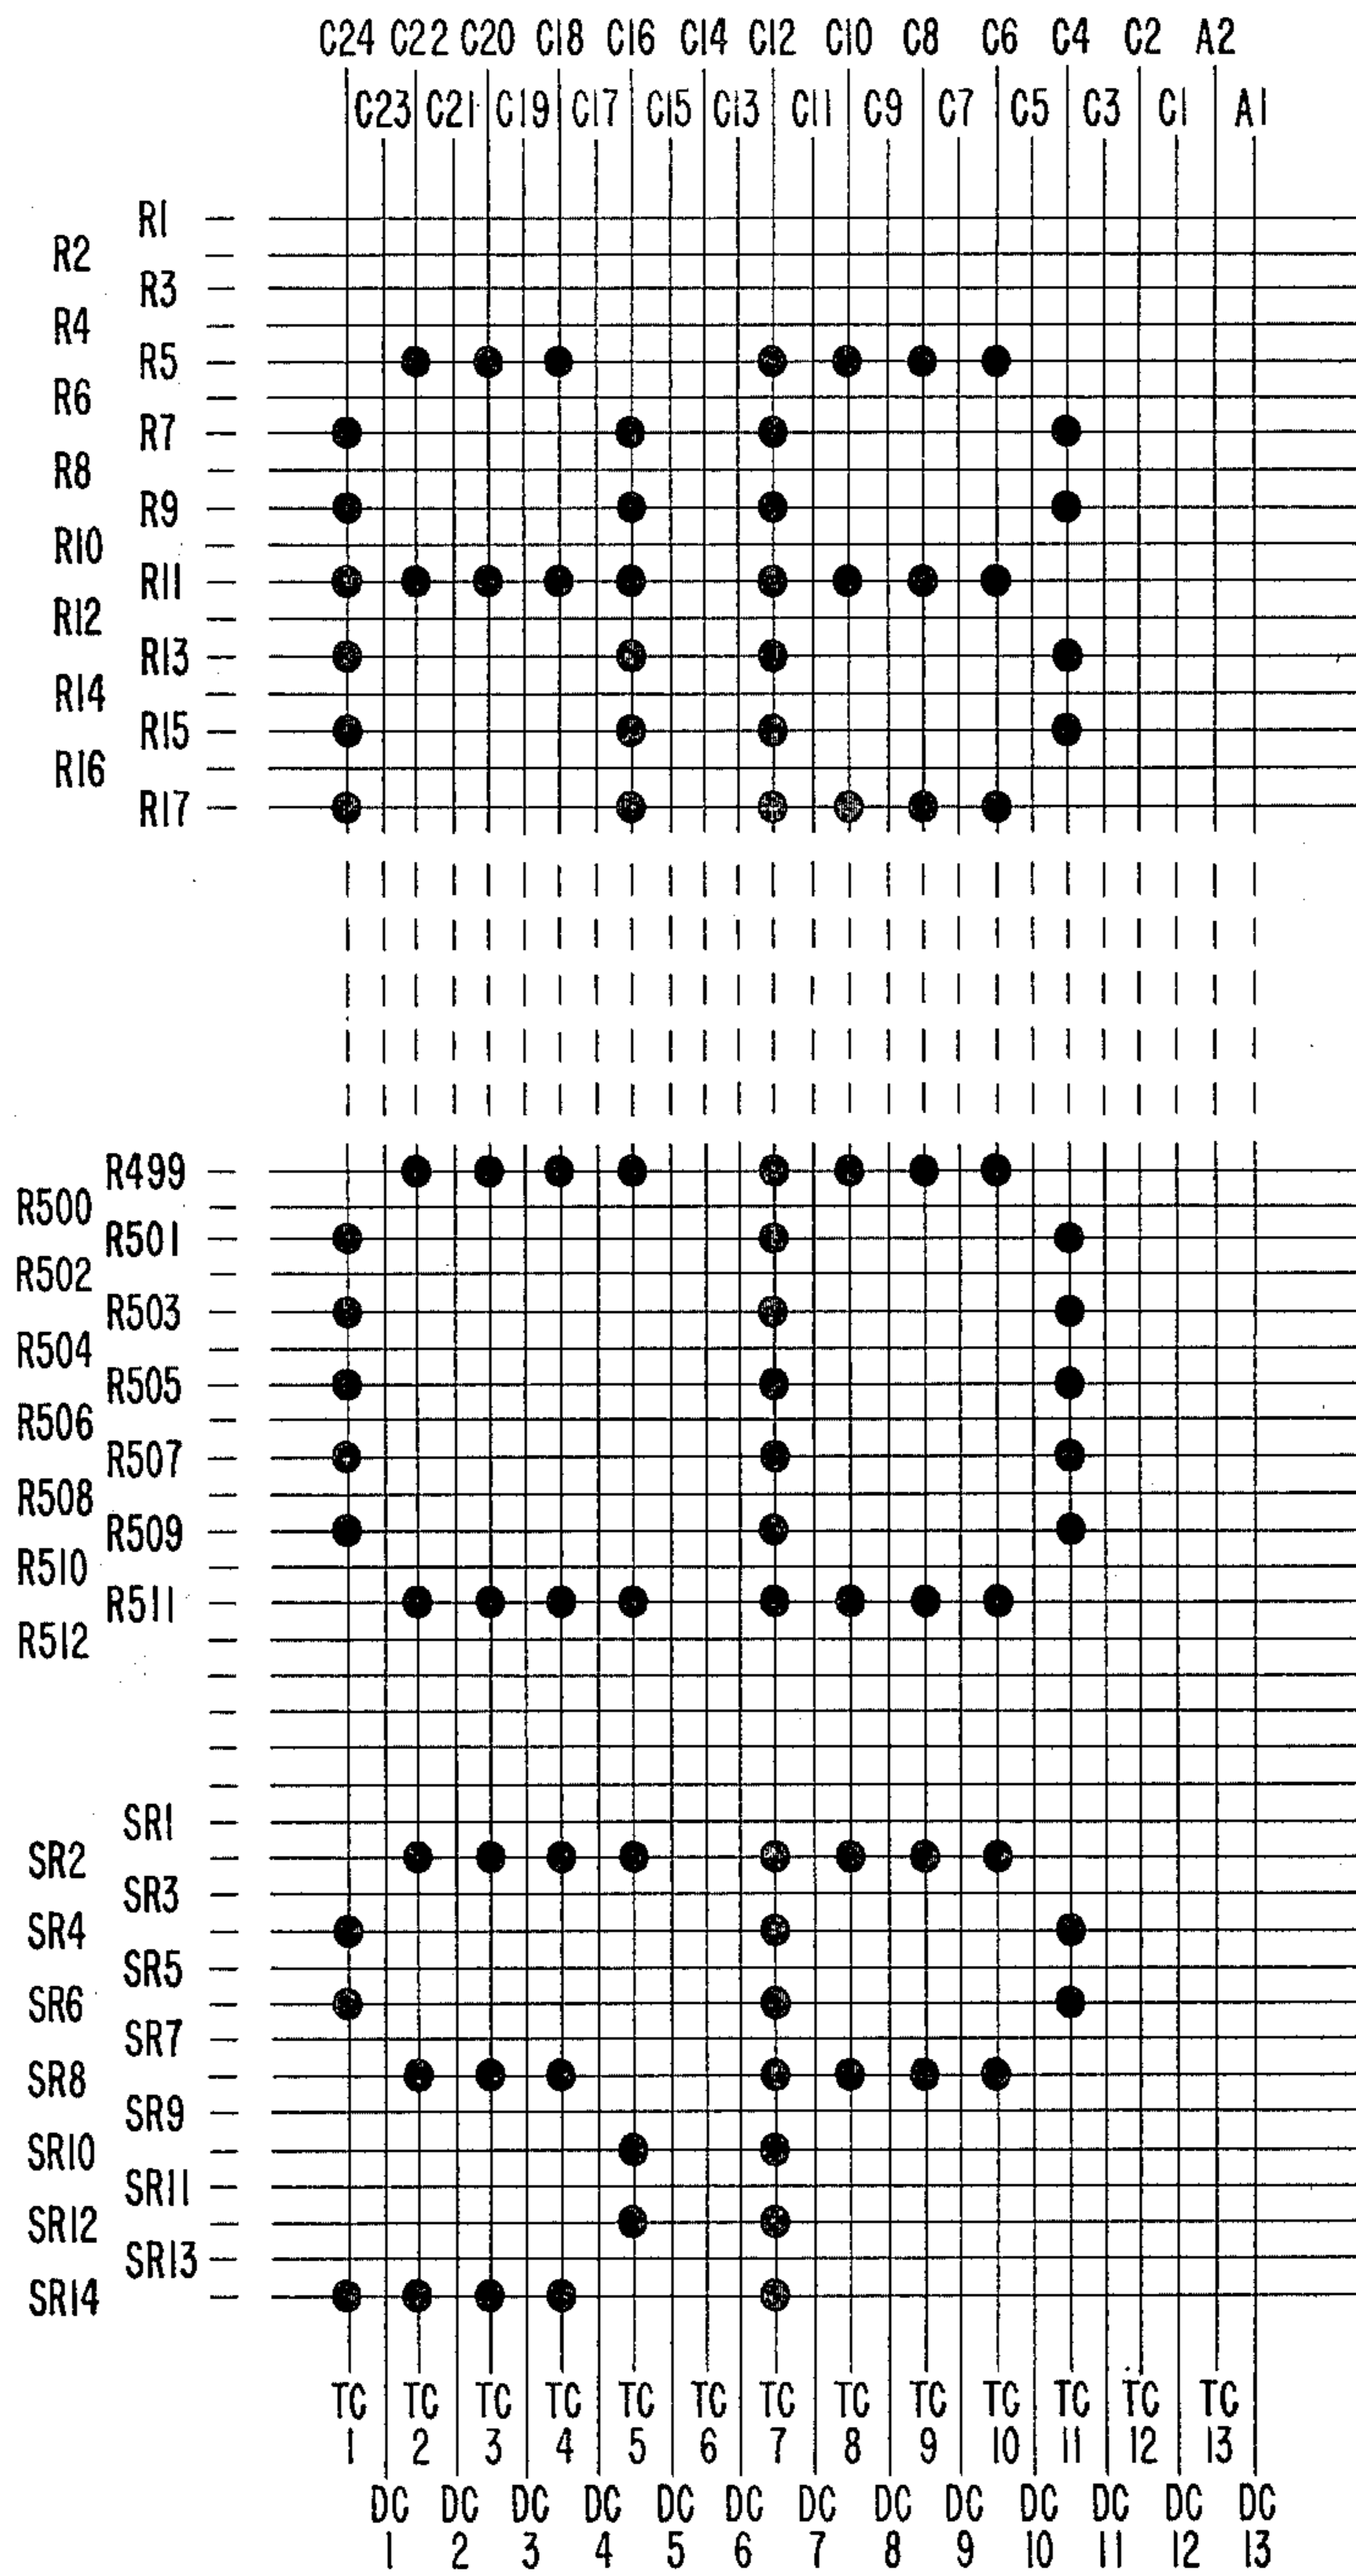 C24 C22 C20 C18 C16 C14 C12 C10 C8 C6 C4 C2 A2
C23 C21 C19 C17 C15 C13 C11 C9 C7 C5 C3 C1 A1
R1
R2
R3
R4
R5
R6
R7
R8
R9
R10
R11
R12
R13
R14
R15
R16
R17
R499
R500
R501
R502
R503
R504
R505
R506
R507
R508
R509
R510
R511
R512
SR1
SR2
SR3
SR4
SR5
SR6
SR7
SR8
SR9
SR10
SR11
SR12
SR13
SR14
TC TC TC TC TC TC TC TC TC TC TC TC TC
1 2 3 4 5 6 7 8 9 10 11 12 13
DC DC DC DC DC DC DC DC DC DC DC DC DC
1 2 3 4 5 6 7 8 9 10 11 12 13